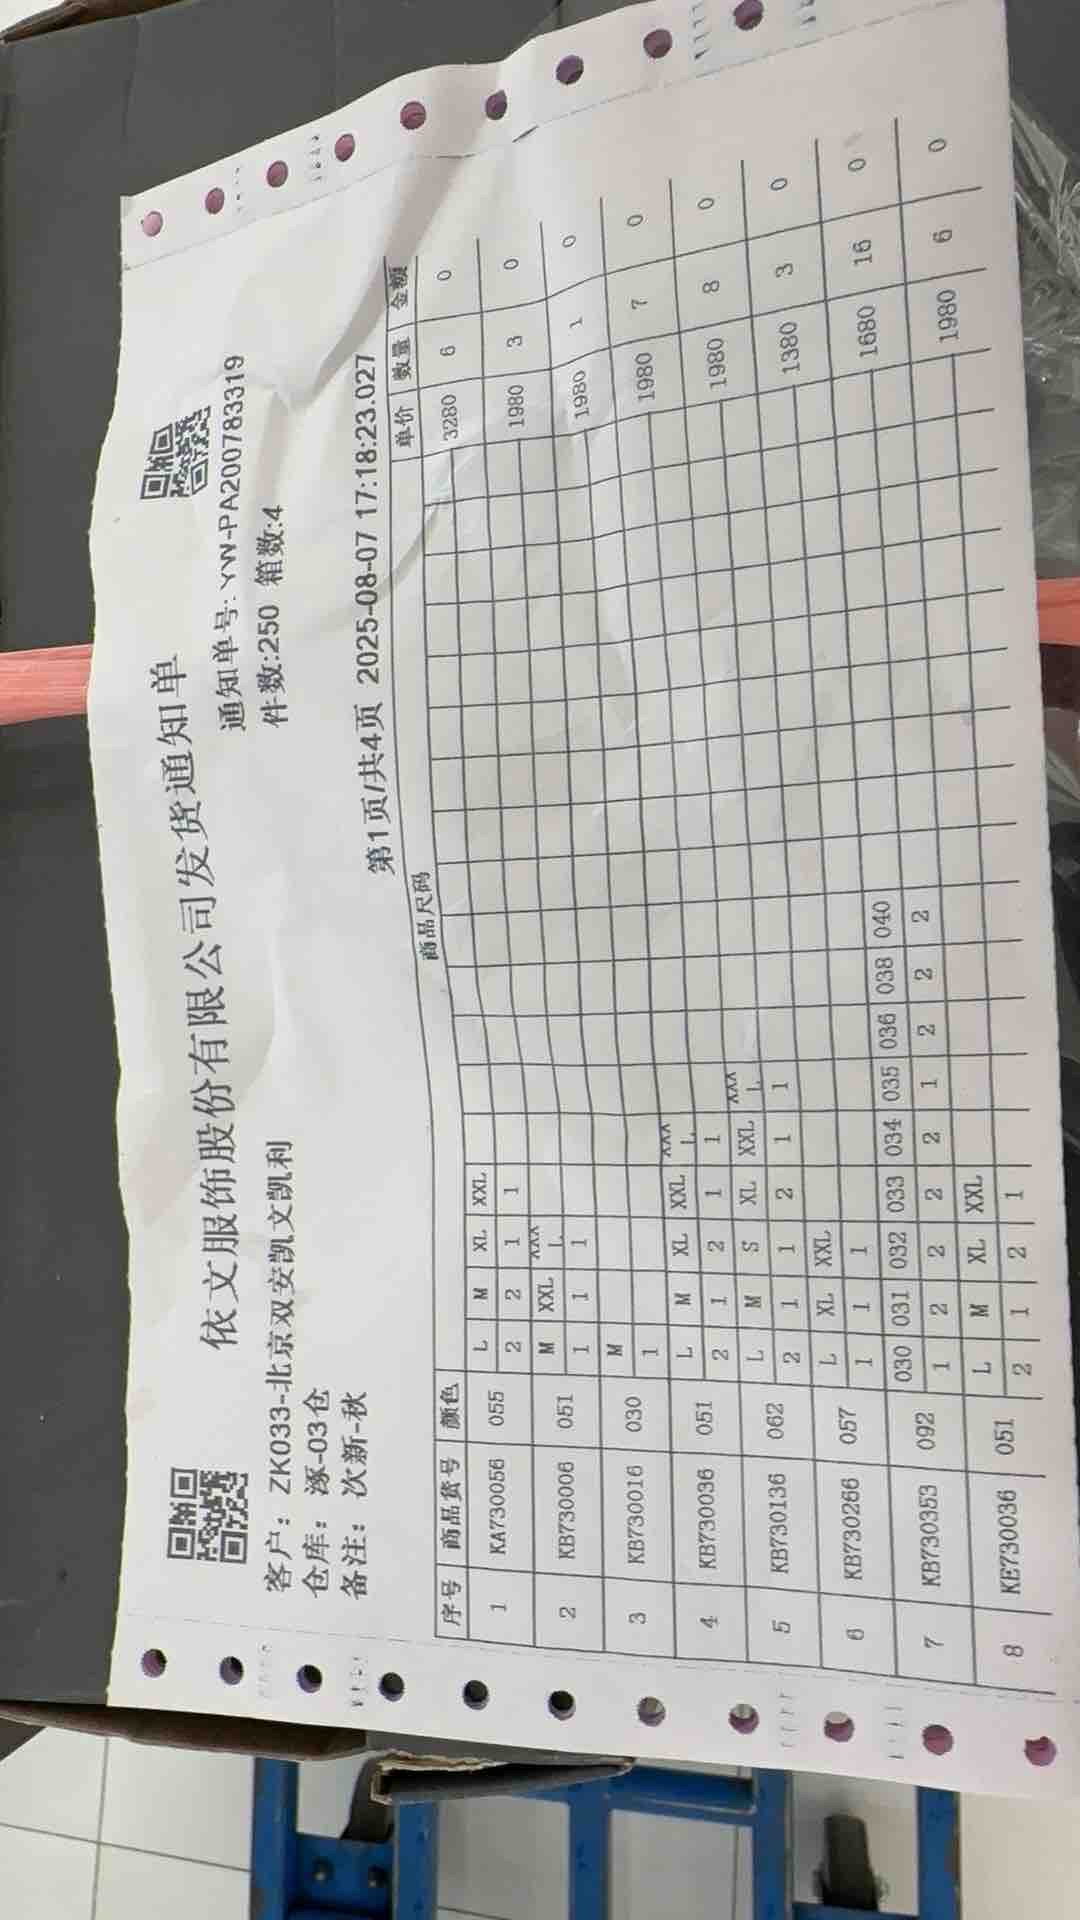 依文服饰股份有限公司发货通知单
客户：ZK033-北京双安凯文凯利 通知单号:YW-PA200783319
仓库：涿-03仓 件数:250 箱数:4
备注：次新-秋
第1页/共4页 2025-08-07 17:18:23.027
序号 商品货号 颜色 商品尺码 单价 数量 金额
L M XL XXL
1 KA730056 055 2 2 1 1 3280 6 0
M XXL XXXL
2 KB730006 051 1 1 1 1980 3 0
M
3 KB730016 030 1 1980 1 0
L M XL XXL XXXL
4 KB730036 051 2 1 2 1 1 1980 7 0
L M S XL XXL XXXL
5 KB730136 062 2 1 1 2 1 1 1980 8 0
L XL XXL
6 KB730266 057 1 1 1 1380 3 0
030 031 032 033 034 035 036 038 040
7 KB730353 092 1 2 2 2 2 1 2 2 2 1680 16 0
L M XL XXL
8 KE730036 051 2 1 2 1 1980 6 0